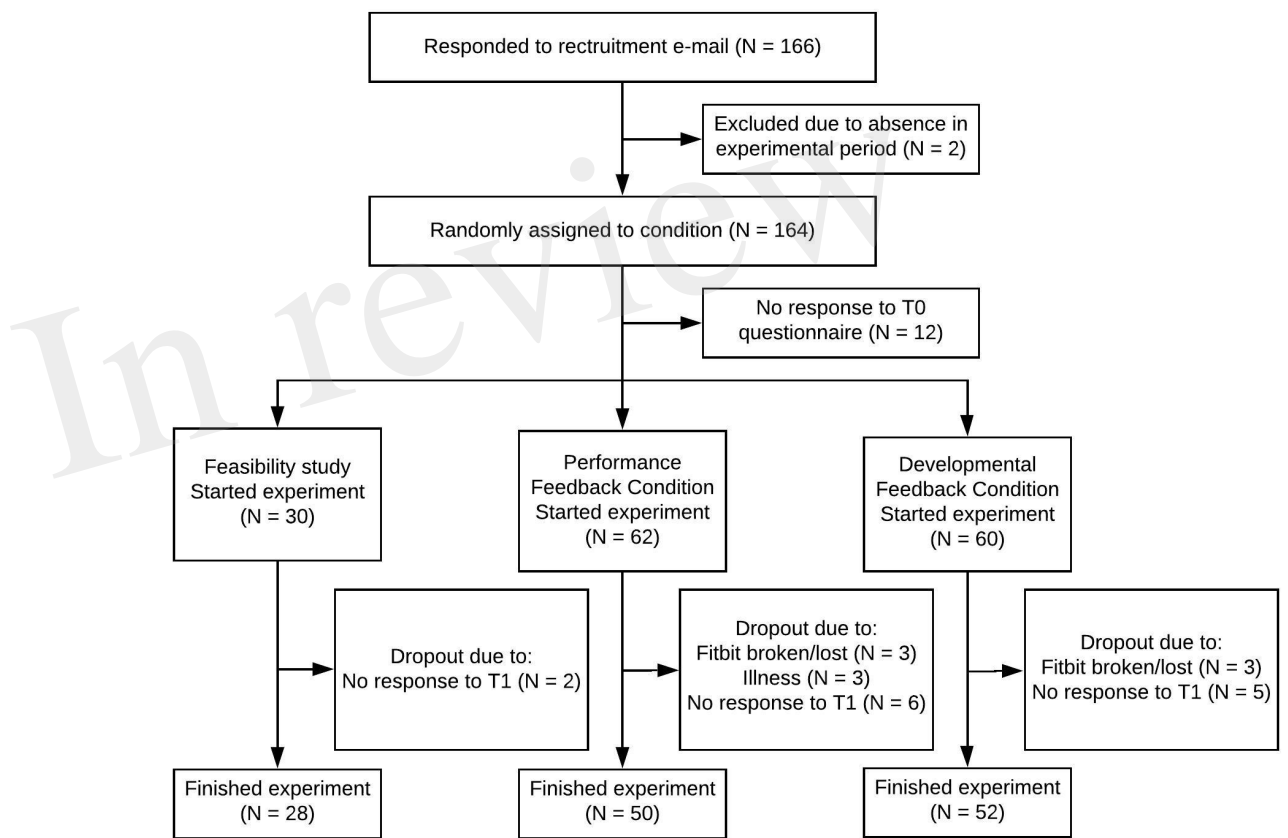 Responded to rectruitment e-mail (N = 166)
Excluded due to absence in
experimental period (N = 2)
Randomly assigned to condition (N = 164)
No response to T0
questionnaire (N = 12)
In review
Feasibility study
Started experiment
(N = 30)
Performance
Feedback Condition
Started experiment
(N = 62)
Developmental
Feedback Condition
Started experiment
(N = 60)
Dropout due to:
No response to T1 (N = 2)
Dropout due to:
Fitbit broken/lost (N = 3)
Illness (N = 3)
No response to T1 (N = 6)
Dropout due to:
Fitbit broken/lost (N = 3)
No response to T1 (N = 5)
Finished experiment
(N = 28)
Finished experiment
(N = 50)
Finished experiment
(N = 52)